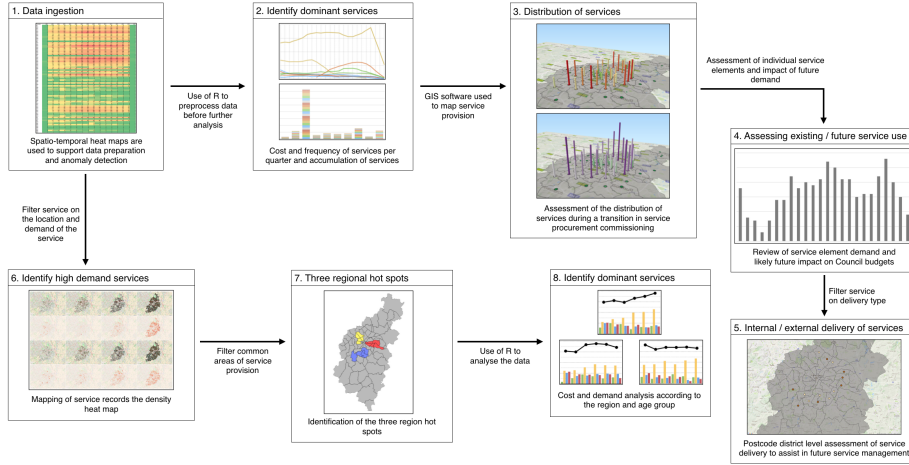 1. Data ingestion
Spatio-temporal heat maps are
used to support data preparation
and anomaly detection
Use of R to
preprocess data
before further
analysis
2. Identify dominant services
Cost and frequency of services per
quarter and accumulation of services
GIS software used
to map service
provision
3. Distribution of services
Assessment of the distribution of
services during a transition in service
procurement commissioning
Assessment of individual service
elements and impact of future
demand
4. Assessing existing / future service use
Review of service element demand and
likely future impact on Council budgets
Filter service
on delivery type
5. Internal / external delivery of services
Postcode district level assessment of service
delivery to assist in future service management
Filter service on
the location and
demand of the
service
6. Identify high demand services
Mapping of service records the density
heat map
Filter common
areas of service
provision
7. Three regional hot spots
Identification of the three region hot
spots
Use of R to
analyse the data
8. Identify dominant services
Cost and demand analysis according to
the region and age group